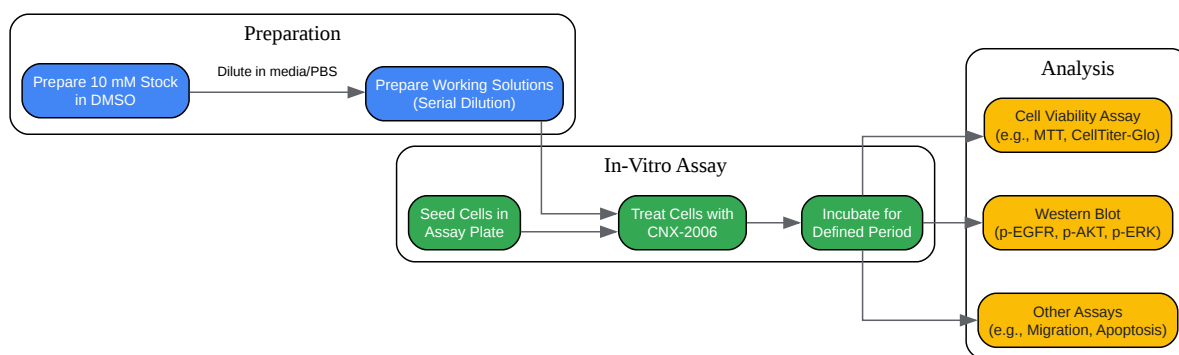 Preparation
Prepare 10 mM Stock
in DMSO
Dilute in media/PBS
Prepare Working Solutions
(Serial Dilution)
In-Vitro Assay
Seed Cells in
Assay Plate
Treat Cells with
CNX-2006
Incubate for
Defined Period
Analysis
Cell Viability Assay
(e.g., MTT, CellTiter-Glo)
Western Blot
(p-EGFR, p-AKT, p-ERK)
Other Assays
(e.g., Migration, Apoptosis)